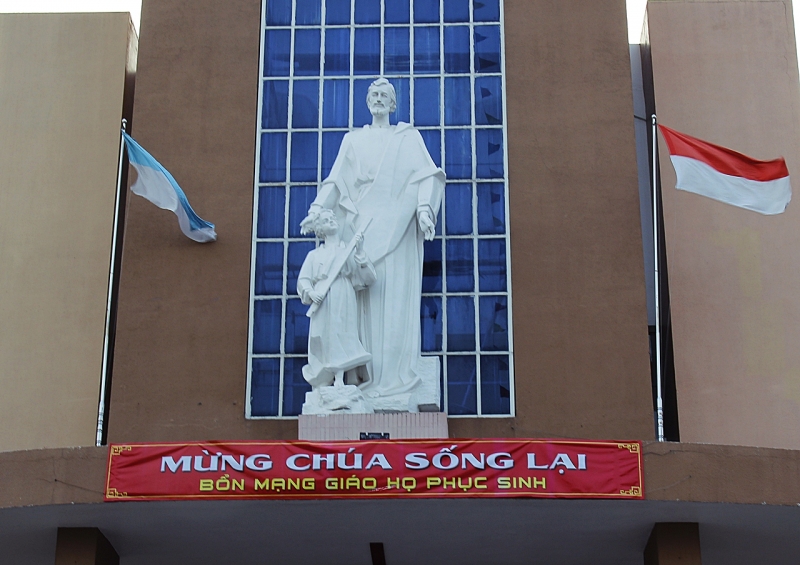 MỪNG CHÚA SỐNG LẠI
BỔN MẠNG GIÁO HỌ PHỤC SINH